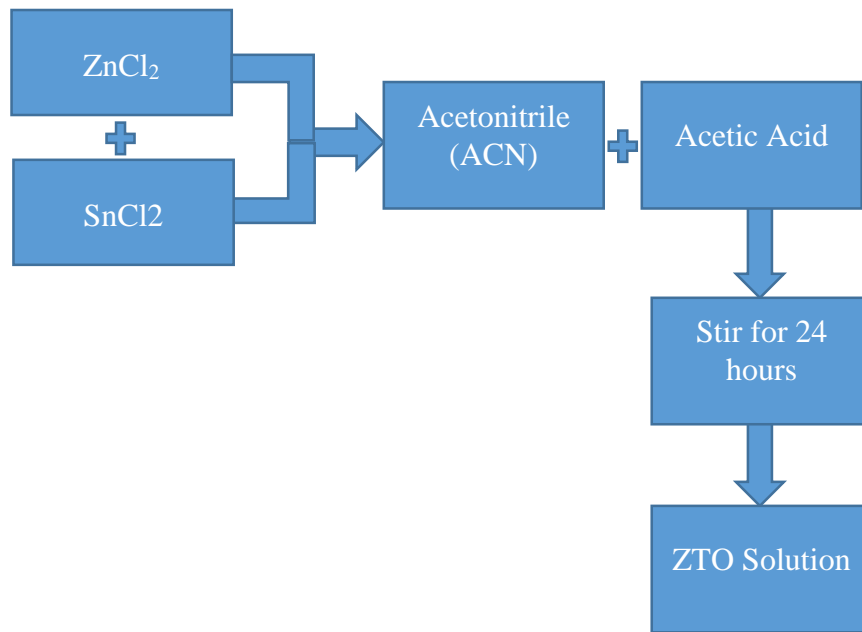 ZnCl₂
SnCl2
Acetonitrile
(ACN)
Acetic Acid
Stir for 24
hours
ZTO Solution